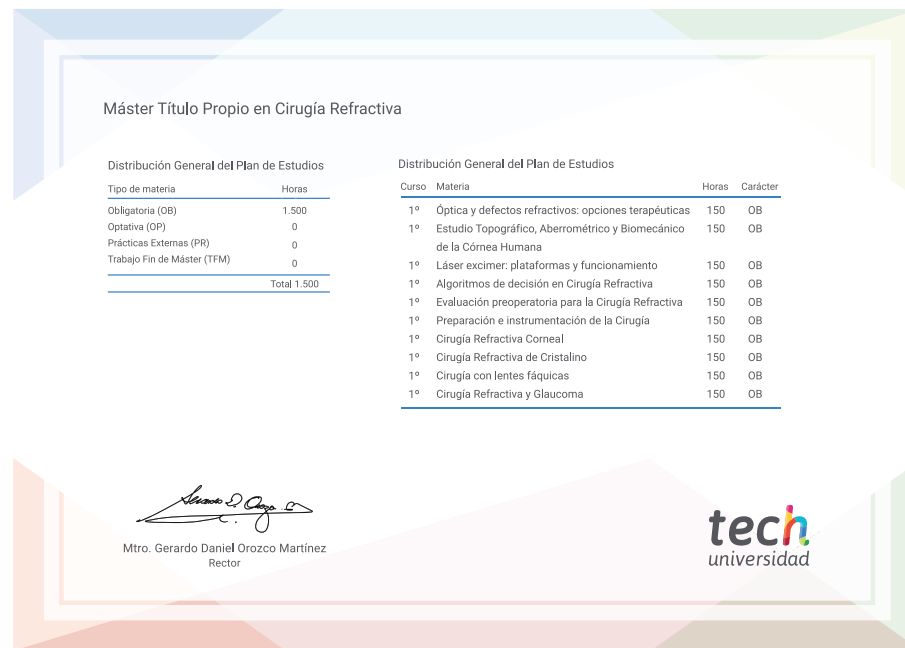 Máster Título Propio en Cirugía Refractiva
Distribución General del Plan de Estudios
Tipo de materia Horas
Obligatoria (OB) 1.500
Optativa (OP) 0
Prácticas Externas (PR) 0
Trabajo Fin de Máster (TFM) 0
Total 1.500
Distribución General del Plan de Estudios
Curso Materia Horas Carácter
1º Óptica y defectos refractivos: opciones terapéuticas 150 OB
1º Estudio Topográfico, Aberrométrico y Biomecánico 150 OB
de la Córnea Humana
1º Láser excimer: plataformas y funcionamiento 150 OB
1º Algoritmos de decisión en Cirugía Refractiva 150 OB
1º Evaluación preoperatoria para la Cirugía Refractiva 150 OB
1º Preparación e instrumentación de la Cirugía 150 OB
1º Cirugía Refractiva Corneal 150 OB
1º Cirugía Refractiva de Cristalino 150 OB
1º Cirugía con lentes fáquicas 150 OB
1º Cirugía Refractiva y Glaucoma 150 OB
Mtro. Gerardo Daniel Orozco Martínez
Rector
tech
universidad